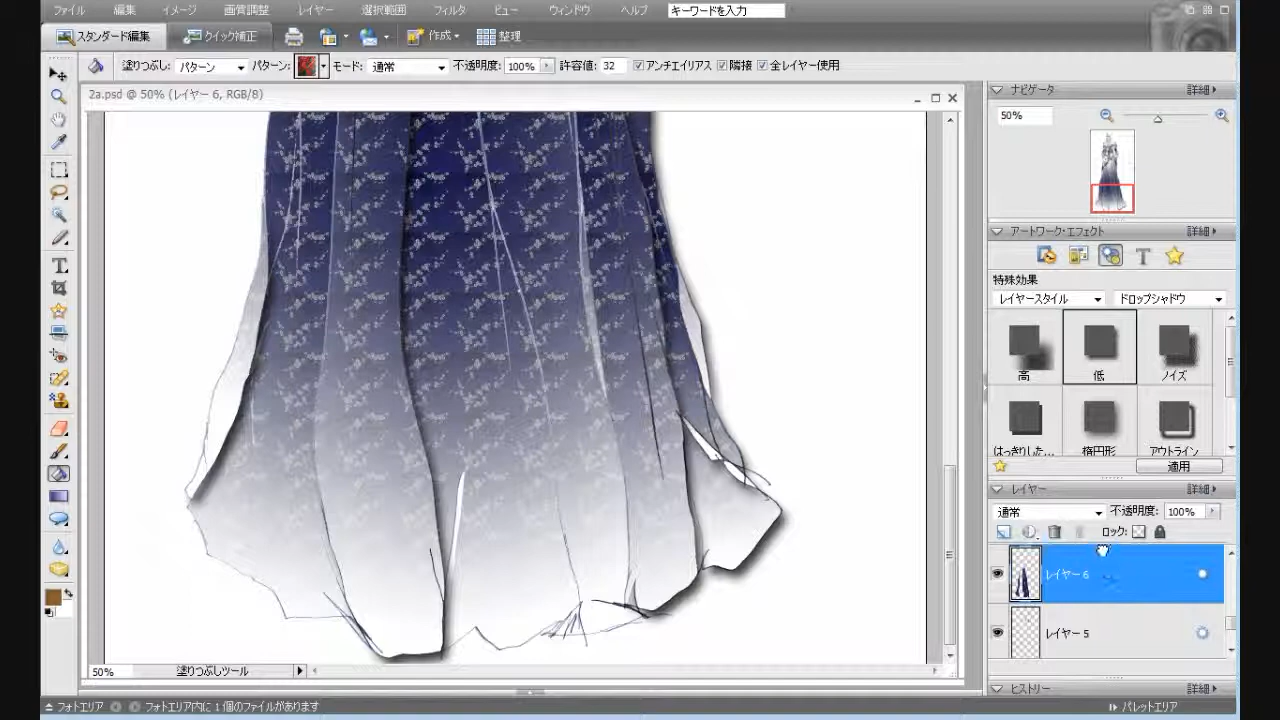 ファイル 編集 イメージ 画質調整 レイヤー 選択範囲 フィルタ ビュー ウィンドウ ヘルプ キーワードを入力
スタンダード編集 クイック補正 作成 整理
塗りつぶし: パターン パターン: モード: 通常 不透明度: 100% 許容値: 32 アンチエイリアス 隣接 全レイヤー使用
2a.psd @ 50% (レイヤー 6, RGB/8)
ナビゲータ 詳細
50%
アートワーク・エフェクト 詳細
特殊効果
レイヤースタイル ドロップシャドウ
高 低 ノイズ
はっきりした... 楕円形 アウトライン
適用
レイヤー 詳細
通常 不透明度: 100%
ロック:
レイヤー 6
レイヤー 5
50% 塗りつぶしツール
ヒストリー 詳細
フォトエリア フォトエリア内に 1 個のファイルがあります パレットエリア